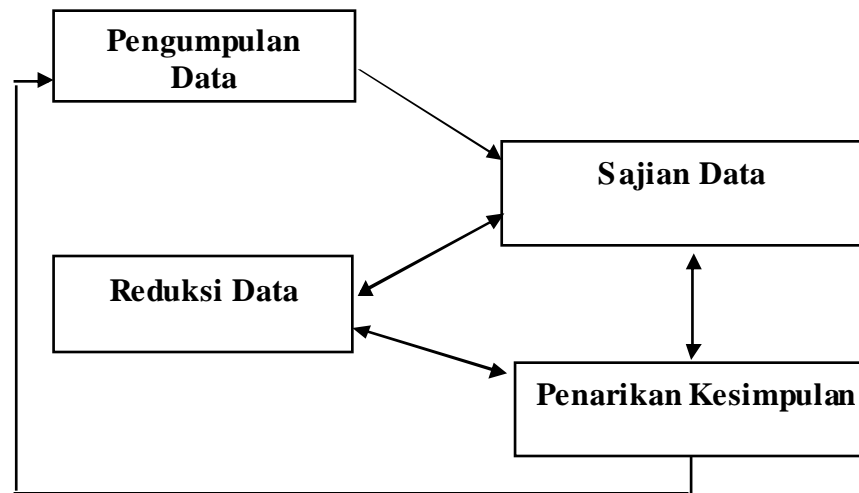 Pengumpulan
Data
Sajian Data
Reduksi Data
Penarikan Kesimpulan